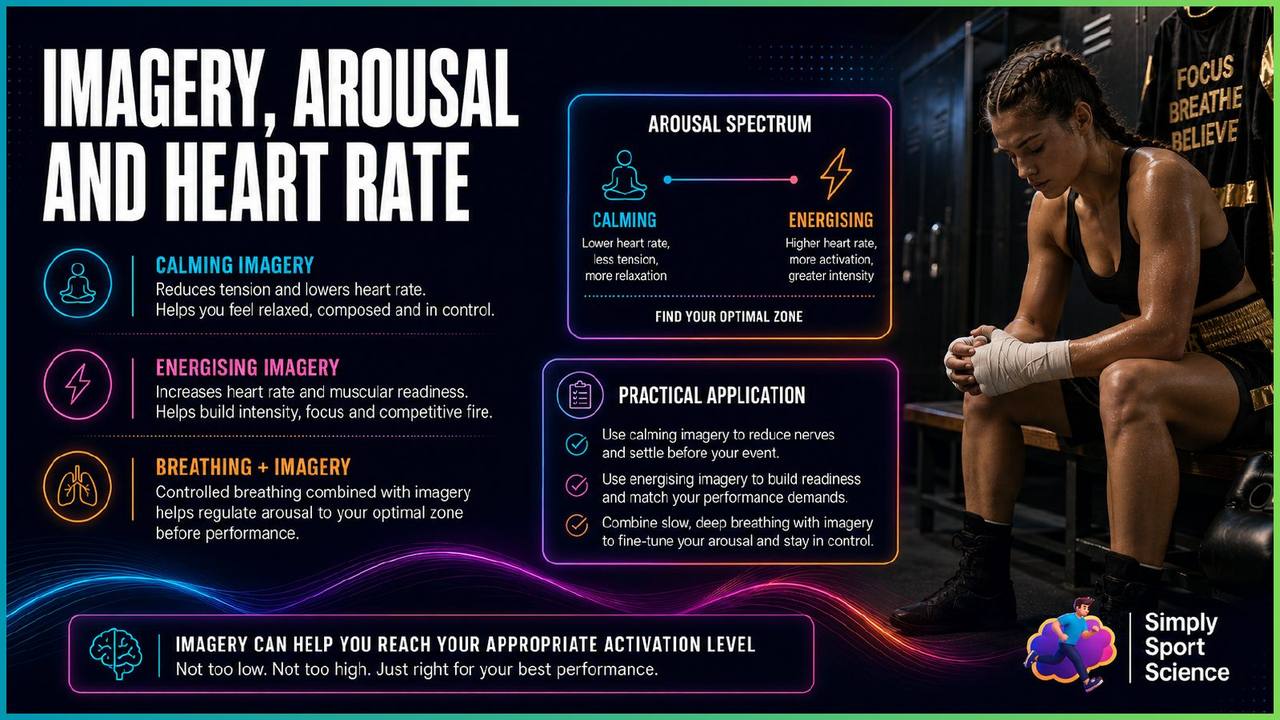 IMAGERY, AROUSAL
AND HEART RATE
CALMING IMAGERY
Reduces tension and lowers heart rate.
Helps you feel relaxed, composed and in control.
ENERGISING IMAGERY
Increases heart rate and muscular readiness.
Helps build intensity, focus and competitive fire.
BREATHING + IMAGERY
Controlled breathing combined with imagery
helps regulate arousal to your optimal zone
before performance.
AROUSAL SPECTRUM
CALMING
Lower heart rate,
less tension,
more relaxation
ENERGISING
Higher heart rate,
more activation,
greater intensity
FIND YOUR OPTIMAL ZONE
PRACTICAL APPLICATION
Use calming imagery to reduce nerves
and settle before your event.
Use energising imagery to build readiness
and match your performance demands.
Combine slow, deep breathing with imagery
to fine-tune your arousal and stay in control.
FOCUS
BREATHE
BELIEVE
IMAGERY CAN HELP YOU REACH YOUR APPROPRIATE ACTIVATION LEVEL
Not too low. Not too high. Just right for your best performance.
Simply
Sport
Science